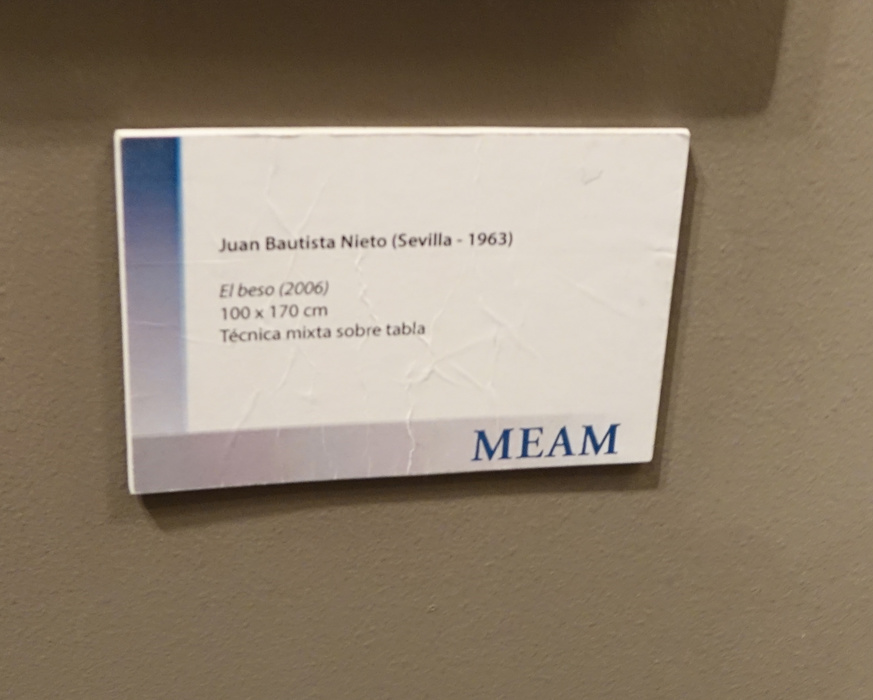 Juan Bautista Nieto (Sevilla - 1963)
El beso (2006)
100 x 170 cm
Técnica mixta sobre tabla
MEAM